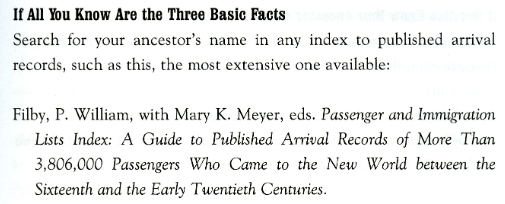 If All You Know Are the Three Basic Facts
Search for your ancestor's name in any index to published arrival
records, such as this, the most extensive one available:
Filby, P. William, with Mary K. Meyer, eds. Passenger and Immigration
Lists Index: A Guide to Published Arrival Records of More Than
3,806,000 Passengers Who Came to the New World between the
Sixteenth and the Early Twentieth Centuries.